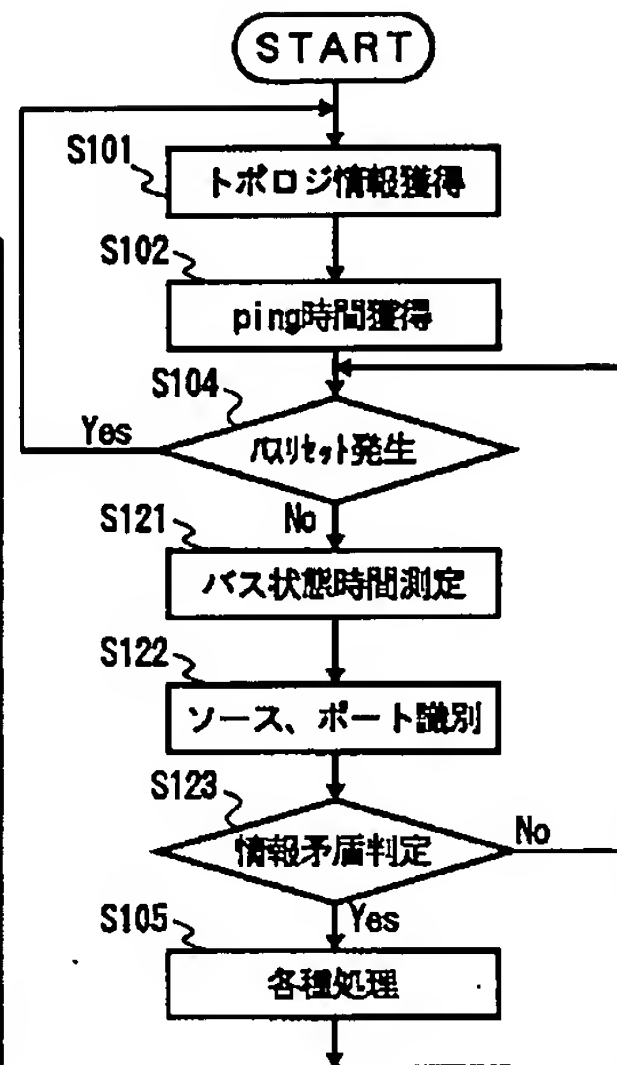 START
S101
トポロジ情報獲得
S102
ping時間獲得
S104
Yes
バスリセット発生
No
S121
バス状態時間測定
S122
ソース、ポート識別
S123
情報矛盾判定
No
Yes
S105
各種処理